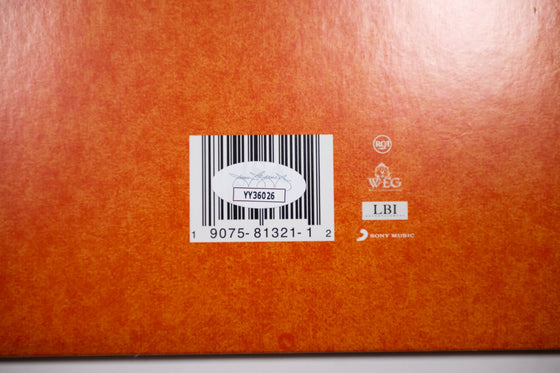 YY36026
1 9075-81321-1 2
RCA
WEG
LBI
SONY MUSIC